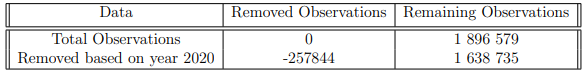 Data Removed Observations Remaining Observations
Total Observations 0 1 896 579
Removed based on year 2020 -257844 1 638 735